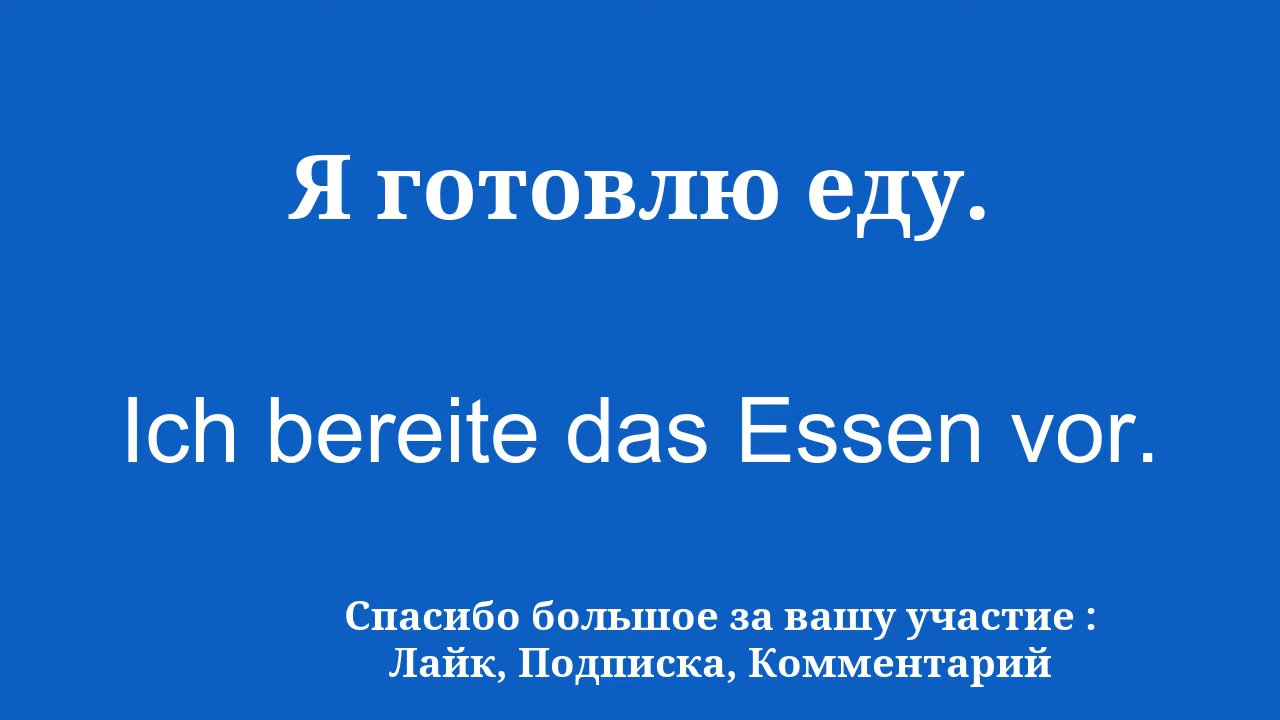 Я готовлю еду.
Ich bereite das Essen vor.
Спасибо большое за вашу участие :
Лайк, Подписка, Комментарий